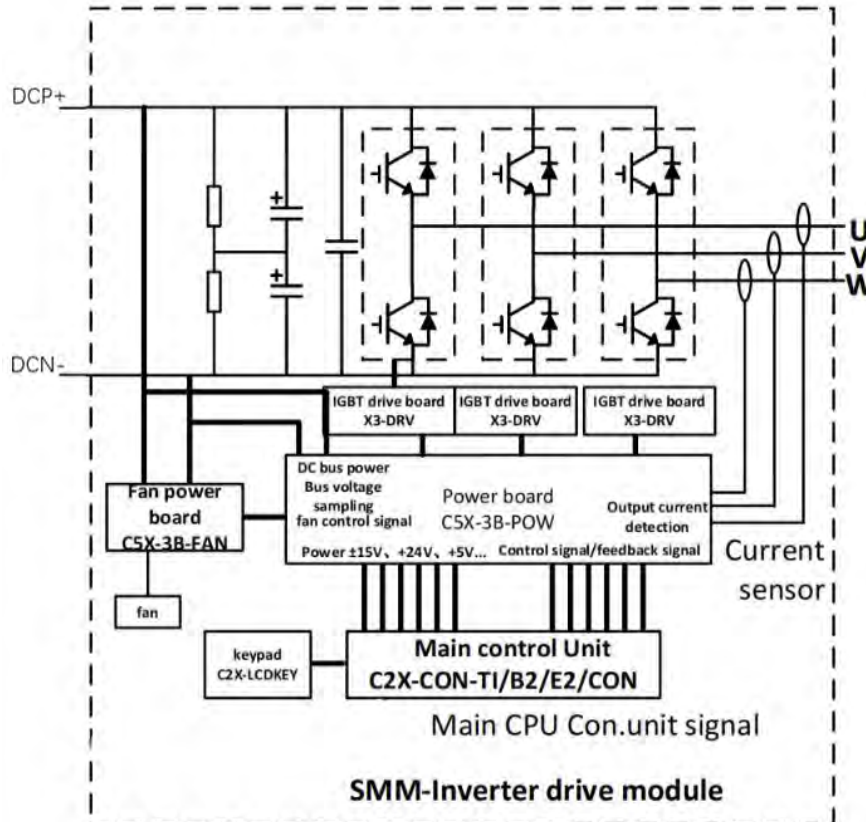 DCP+
+
+
U
V
W
DCN-
IGBT drive board
X3-DRV
IGBT drive board
X3-DRV
IGBT drive board
X3-DRV
DC bus power
Bus voltage
sampling
fan control signal
Power board
C5X-3B-POW
Output current
detection
Power ±15V、+24V、+5V...
Control signal/feedback signal
Fan power
board
C5X-3B-FAN
Current
sensor
fan
keypad
C2X-LCDKEY
Main control Unit
C2X-CON-TI/B2/E2/CON
Main CPU Con.unit signal
SMM-Inverter drive module